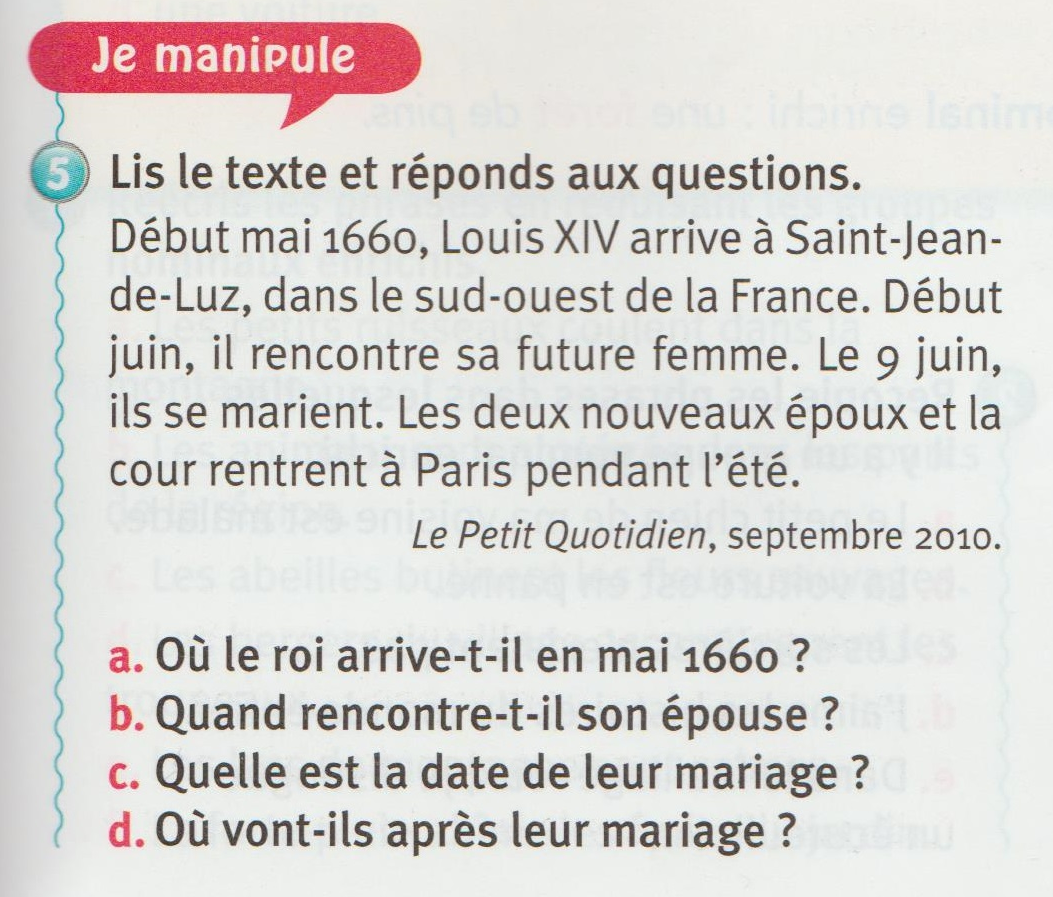 Je manipule
5 Lis le texte et réponds aux questions.
Début mai 1660, Louis XIV arrive à Saint-Jean-
de-Luz, dans le sud-ouest de la France. Début
juin, il rencontre sa future femme. Le 9 juin,
ils se marient. Les deux nouveaux époux et la
cour rentrent à Paris pendant l'été.
Le Petit Quotidien, septembre 2010.
a. Où le roi arrive-t-il en mai 1660 ?
b. Quand rencontre-t-il son épouse ?
c. Quelle est la date de leur mariage ?
d. Où vont-ils après leur mariage ?